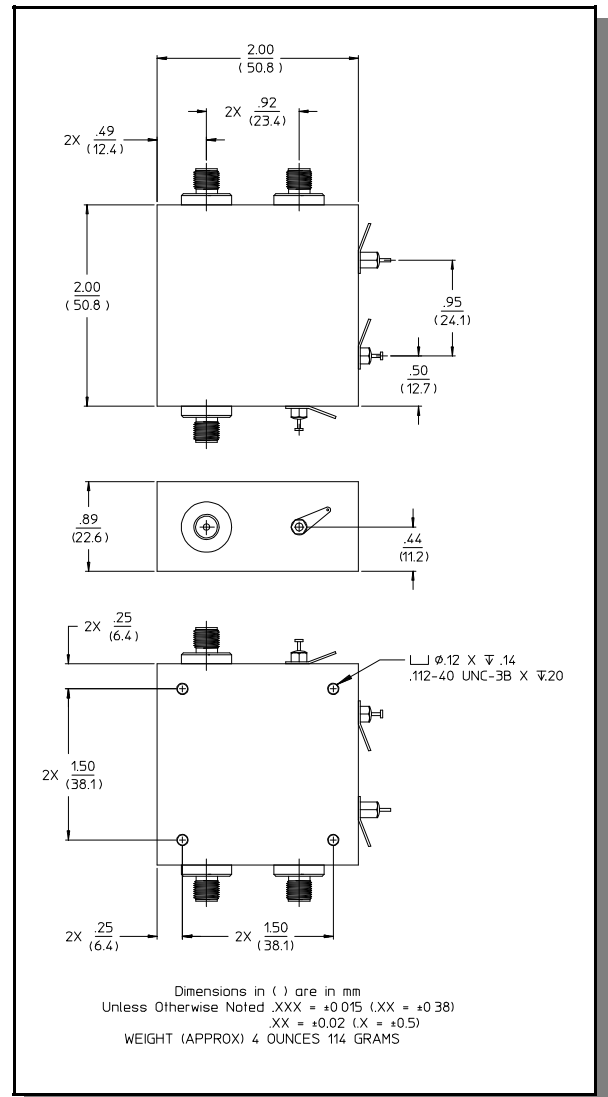 2.00
( 50.8 )
2X .92
(23.4)
2X .49
(12.4)
2.00
( 50.8 )
.95
(24.1)
.50
(12.7)
.89
(22.6)
.44
(11.2)
2X .25
(6.4)
⌴ ø.12 X ↧ .14
.112-40 UNC-3B X ↧.20
2X 1.50
(38.1)
2X .25
(6.4)
2X 1.50
(38.1)
Dimensions in ( ) are in mm
Unless Otherwise Noted .XXX = ±0 015 (.XX = ±0 38)
.XX = ±0.02 (.X = ±0.5)
WEIGHT (APPROX) 4 OUNCES 114 GRAMS